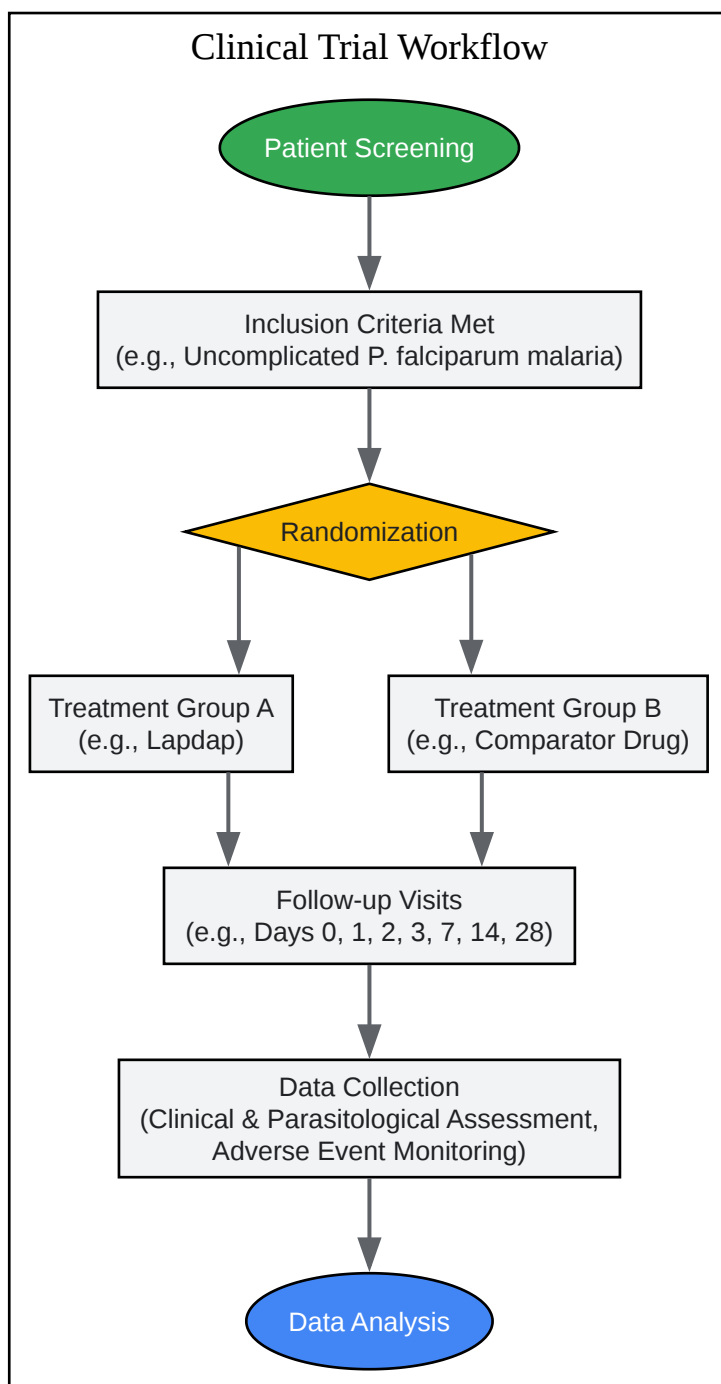 Clinical Trial Workflow
Patient Screening
Inclusion Criteria Met
(e.g., Uncomplicated P. falciparum malaria)
Randomization
Treatment Group A
(e.g., Lapdap)
Treatment Group B
(e.g., Comparator Drug)
Follow-up Visits
(e.g., Days 0, 1, 2, 3, 7, 14, 28)
Data Collection
(Clinical & Parasitological Assessment,
Adverse Event Monitoring)
Data Analysis